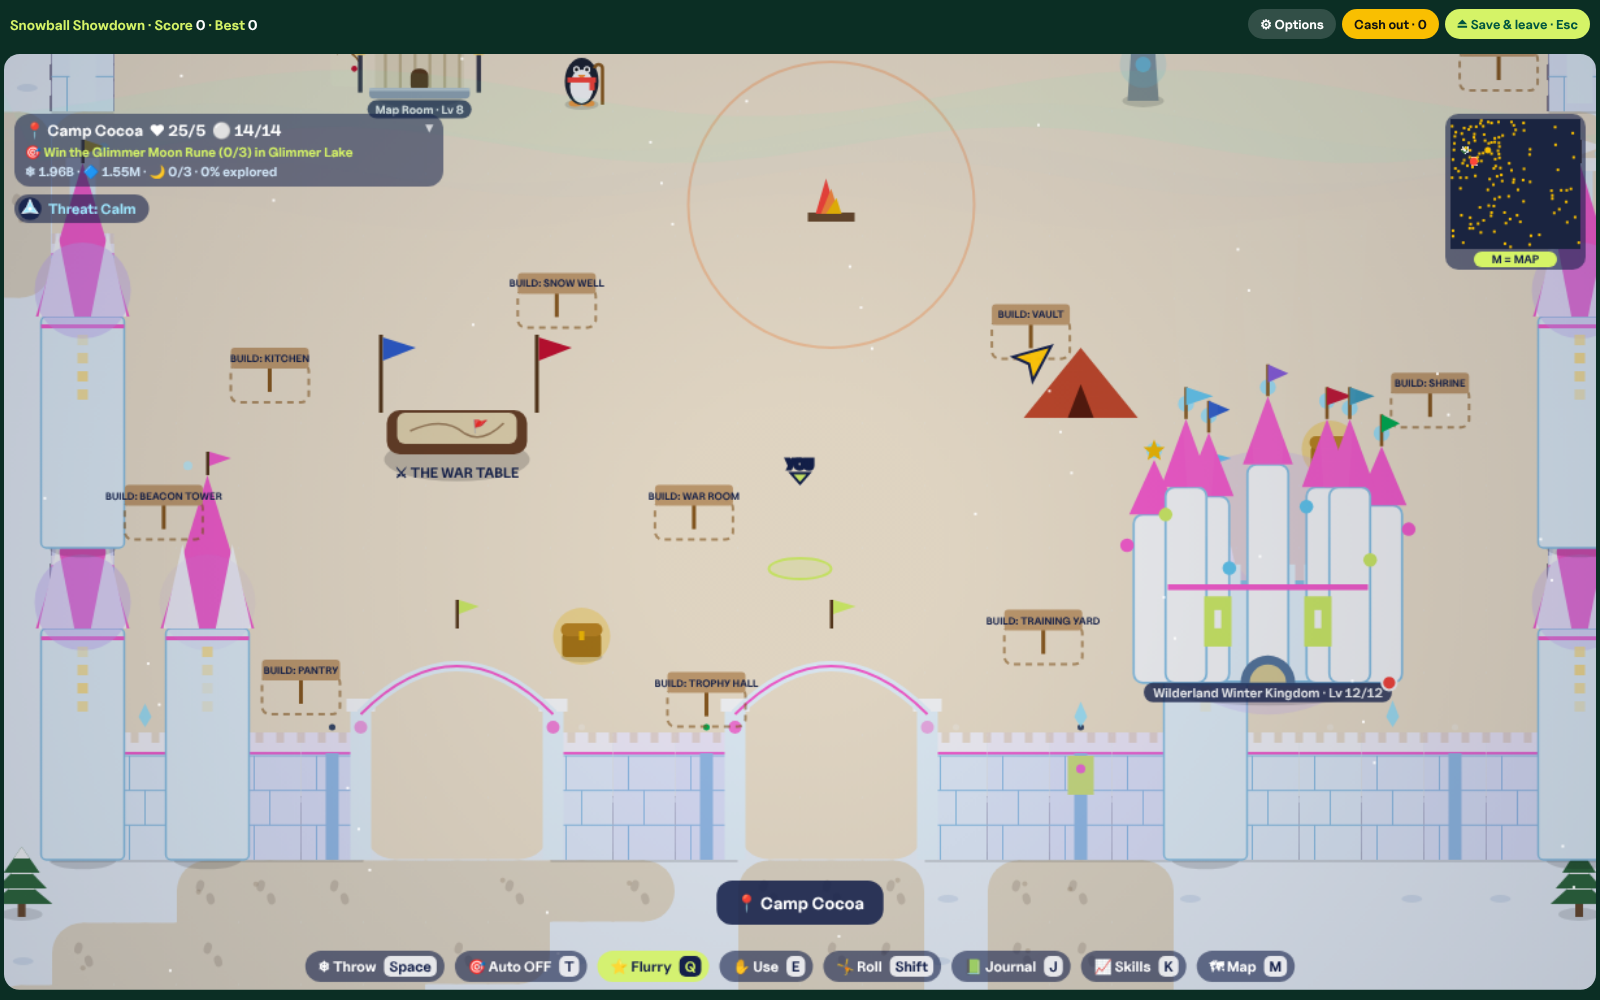 Snowball Showdown · Score 0 · Best 0
Options
Cash out · 0
Save & leave · Esc
Map Room · Lv 8
Camp Cocoa 25/5 14/14
Win the Glimmer Moon Rune (0/3) in Glimmer Lake
1.96B · 1.55M · 0/3 · 0% explored
Threat: Calm
M = MAP
BUILD: SNOW WELL
BUILD: VAULT
BUILD: KITCHEN
BUILD: SHRINE
THE WAR TABLE
BUILD: BEACON TOWER
BUILD: WAR ROOM
BUILD: TRAINING YARD
BUILD: PANTRY
BUILD: TROPHY HALL
Wilderland Winter Kingdom · Lv 12/12
Camp Cocoa
Throw Space
Auto OFF T
Flurry Q
Use E
Roll Shift
Journal J
Skills K
Map M